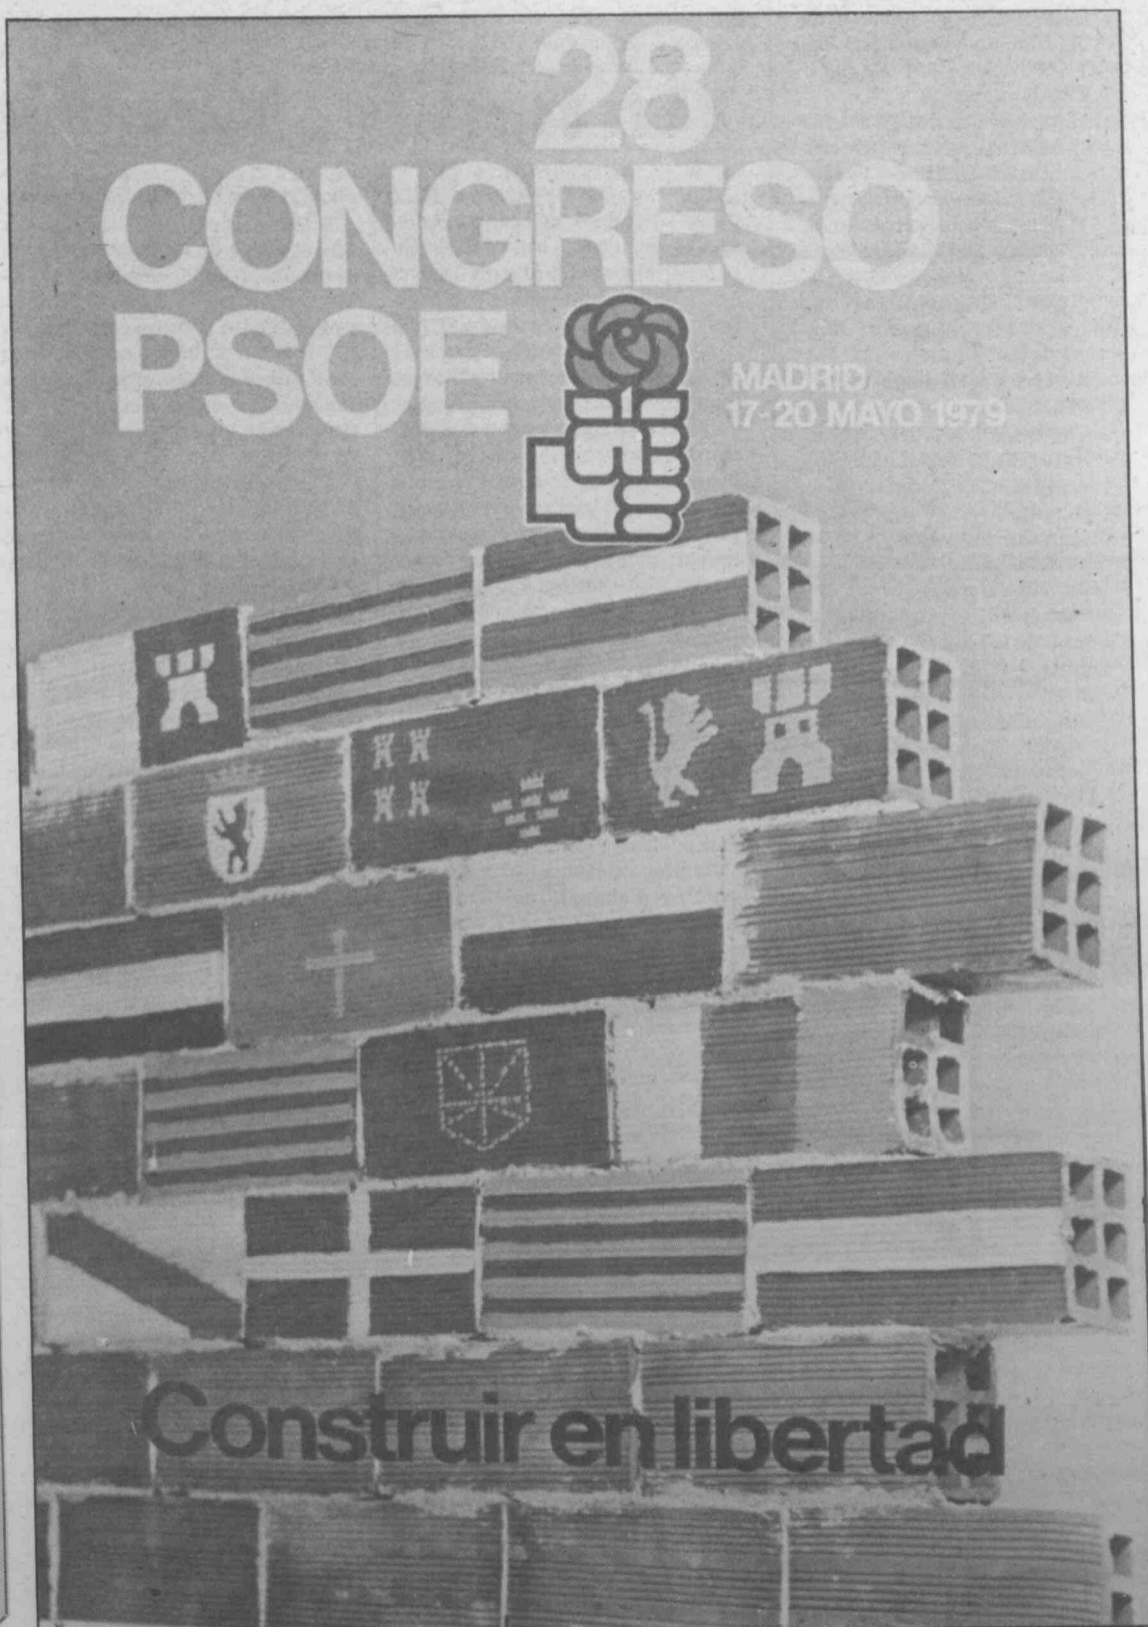 28
CONGRESO
PSOE
MADRID
17-20 MAYO 1979
Construir en libertad